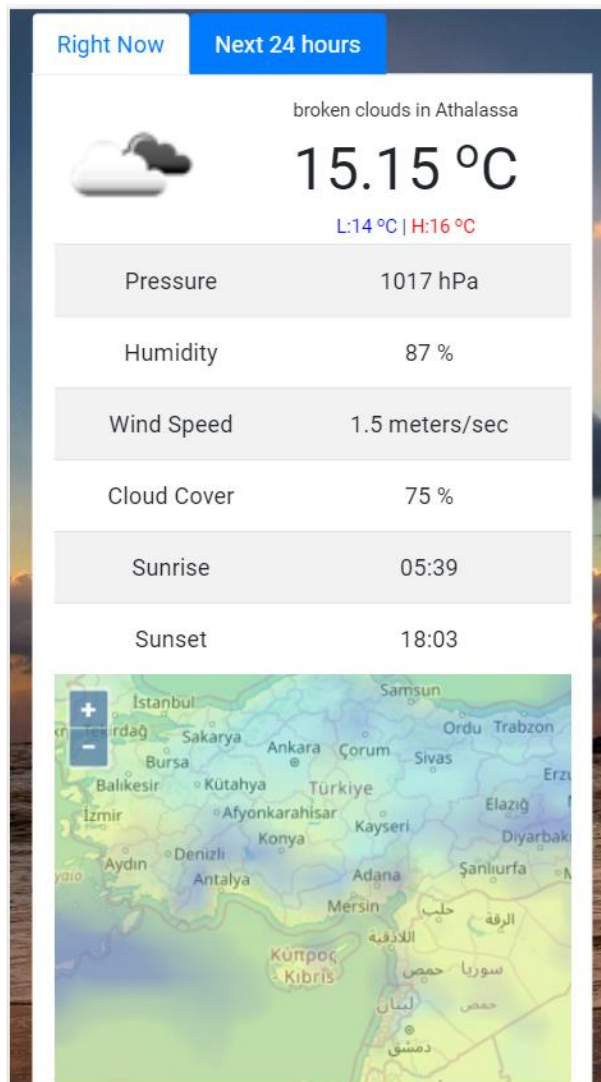 Right Now Next 24 hours
broken clouds in Athalassa
15.15 ºC
L:14 ºC | H:16 ºC
Pressure 1017 hPa
Humidity 87 %
Wind Speed 1.5 meters/sec
Cloud Cover 75 %
Sunrise 05:39
Sunset 18:03
+
−
Samsun
İstanbul
Ordu Trabzon
Sakarya
Ankara Çorum Sivas
Bursa
Balıkesir Kütahya Türkiye
İzmir Afyonkarahisar Elazığ
Konya Kayseri
Aydın Denizli
Antalya Adana Şanlıurfa
Mersin حلب
الرقة
اللاذقية
Κύπρος
- Kıbrıs
حمص سوريا
حمص
لبنان
دمشق